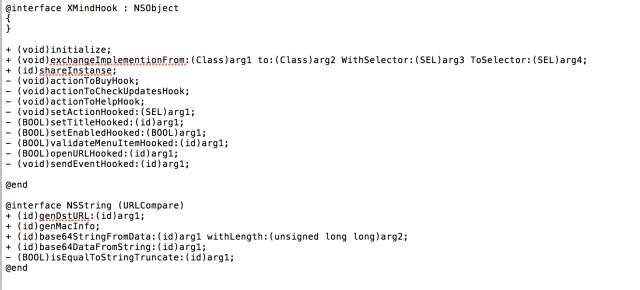 @interface XMindHook : NSObject
{
}
+ (void)initialize;
+ (void)exchangeImplementionFrom:(Class)arg1 to:(Class)arg2 WithSelector:(SEL)arg3 ToSelector:(SEL)arg4;
+ (id)shareInstanse;
- (void)actionToBuyHook;
- (void)actionToCheckUpdatesHook;
- (void)actionToHelpHook;
- (void)setActionHooked:(SEL)arg1;
- (BOOL)setTitleHooked:(id)arg1;
- (BOOL)setEnabledHooked:(BOOL)arg1;
- (BOOL)validateMenuItemHooked:(id)arg1;
- (BOOL)openURLHooked:(id)arg1;
- (void)sendEventHooked:(id)arg1;
@end
@interface NSString (URLCompare)
+ (id)genDstURL:(id)arg1;
+ (id)genMacInfo;
+ (id)base64StringFromData:(id)arg1 withLength:(unsigned long long)arg2;
+ (id)base64DataFromString:(id)arg1;
- (BOOL)isEqualToStringTruncate:(id)arg1;
@end